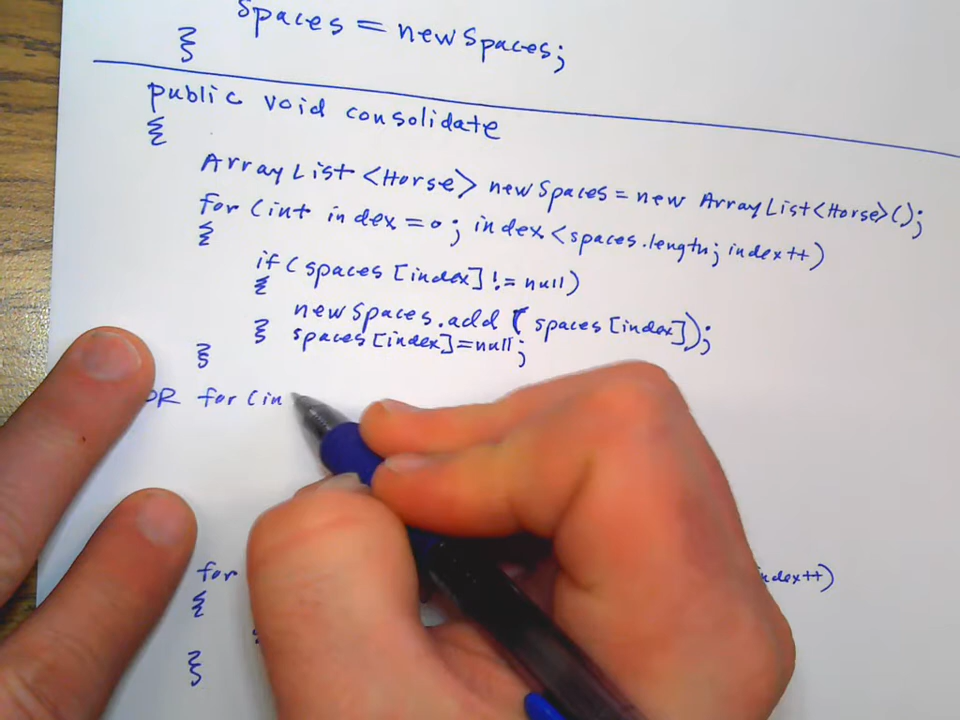 spaces = newSpaces;
}
public void consolidate
{
ArrayList <Horse> newSpaces = new ArrayList<Horse>();
for (int index = 0; index < spaces.length; index++)
{
if (spaces [index] != null)
{
newSpaces.add (spaces [index]);
} spaces [index] = null;
}
OR for (in
for index++)
{
}